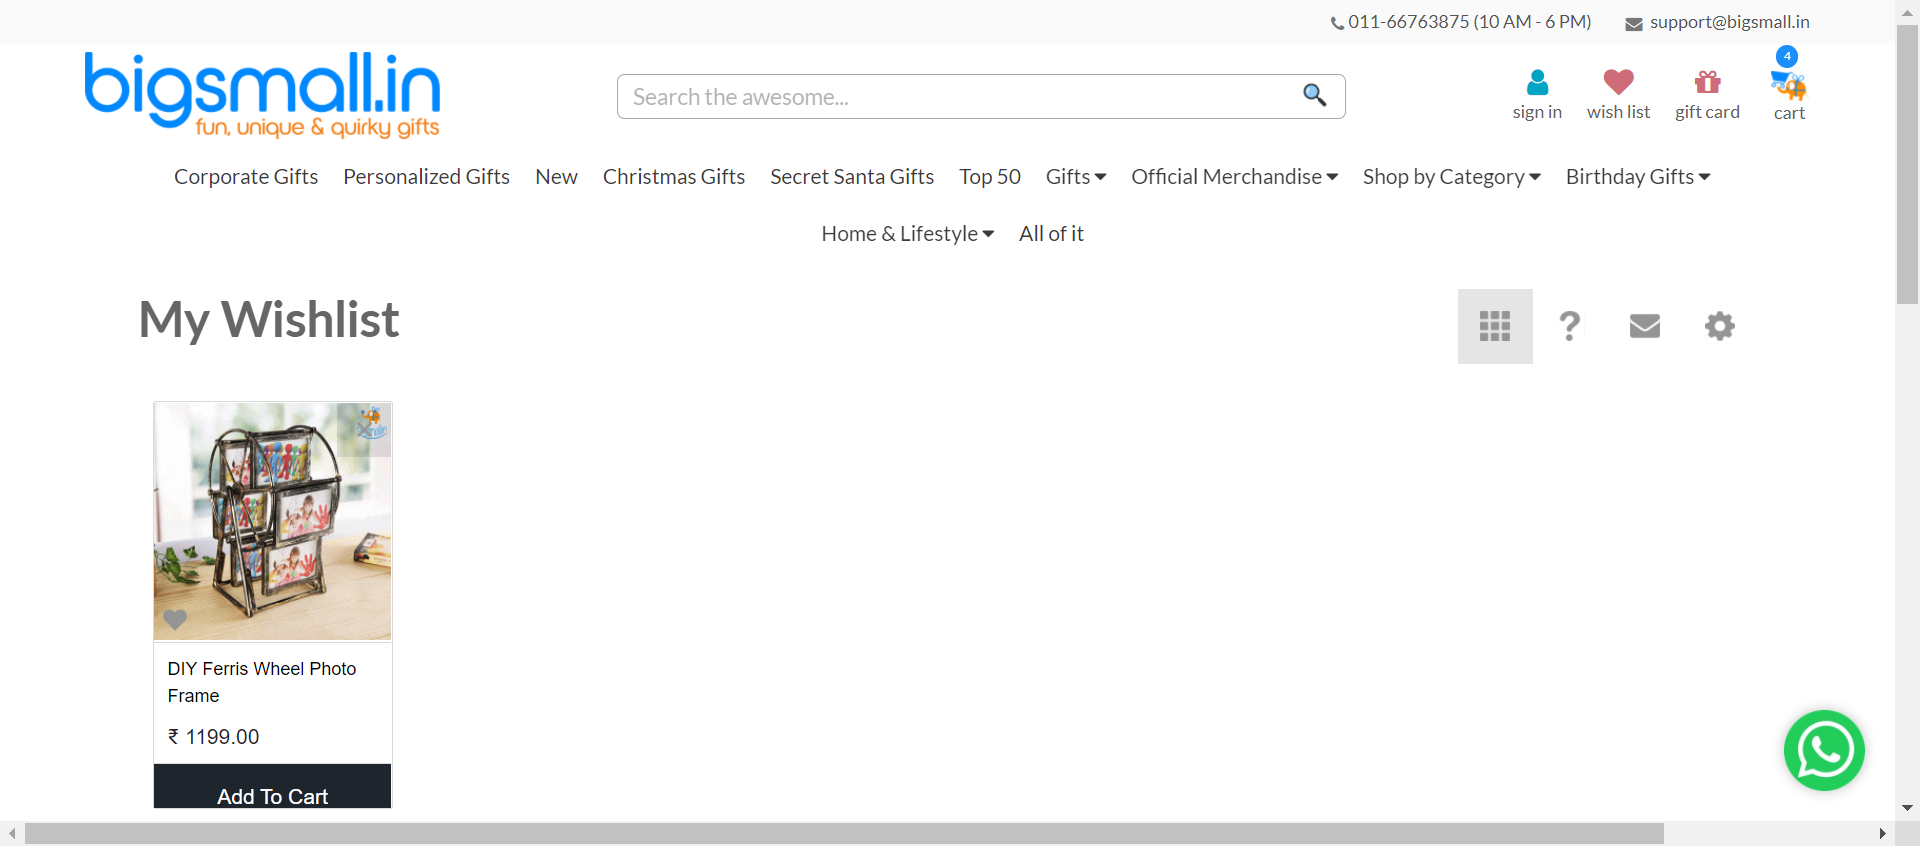 011-66763875 (10 AM - 6 PM) support@bigsmall.in
bigsmall.in
fun, unique & quirky gifts
Search the awesome...
4
sign in wish list gift card cart
Corporate Gifts Personalized Gifts New Christmas Gifts Secret Santa Gifts Top 50 Gifts Official Merchandise Shop by Category Birthday Gifts
Home & Lifestyle All of it
My Wishlist
?
DIY Ferris Wheel Photo
Frame
₹ 1199.00
Add To Cart